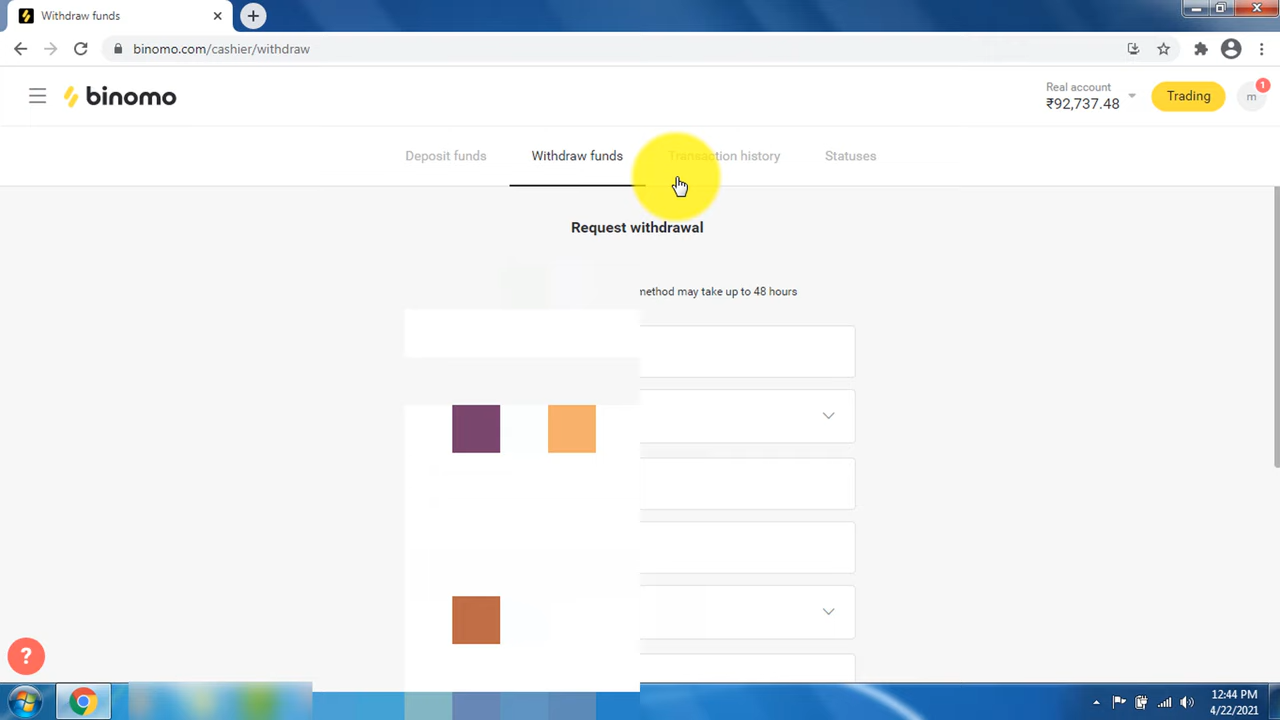 Withdraw funds
binomo.com/cashier/withdraw
binomo
Real account
₹92,737.48
Trading
m
1
Deposit funds
Withdraw funds
Transaction history
Statuses
Request withdrawal
method may take up to 48 hours
?
12:44 PM
4/22/2021